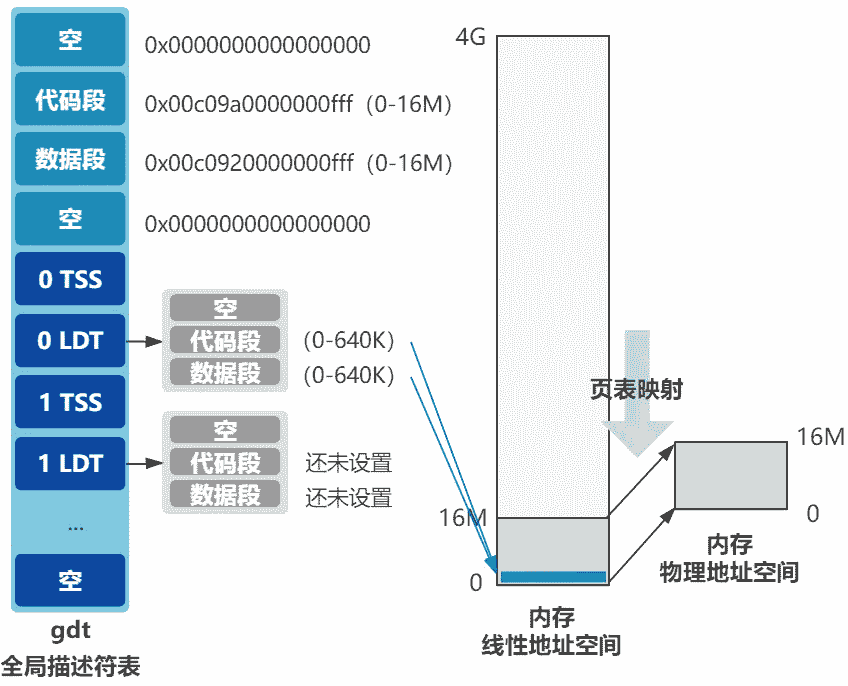 空
0x0000000000000000
代码段
0x00c09a0000000fff（0-16M）
数据段
0x00c0920000000fff（0-16M）
空
0x0000000000000000
0 TSS
0 LDT
1 TSS
1 LDT
...
空
gdt
全局描述符表
空
代码段
(0-640K)
数据段
(0-640K)
空
代码段
还未设置
数据段
还未设置
4G
16M
0
内存
线性地址空间
页表映射
16M
0
内存
物理地址空间